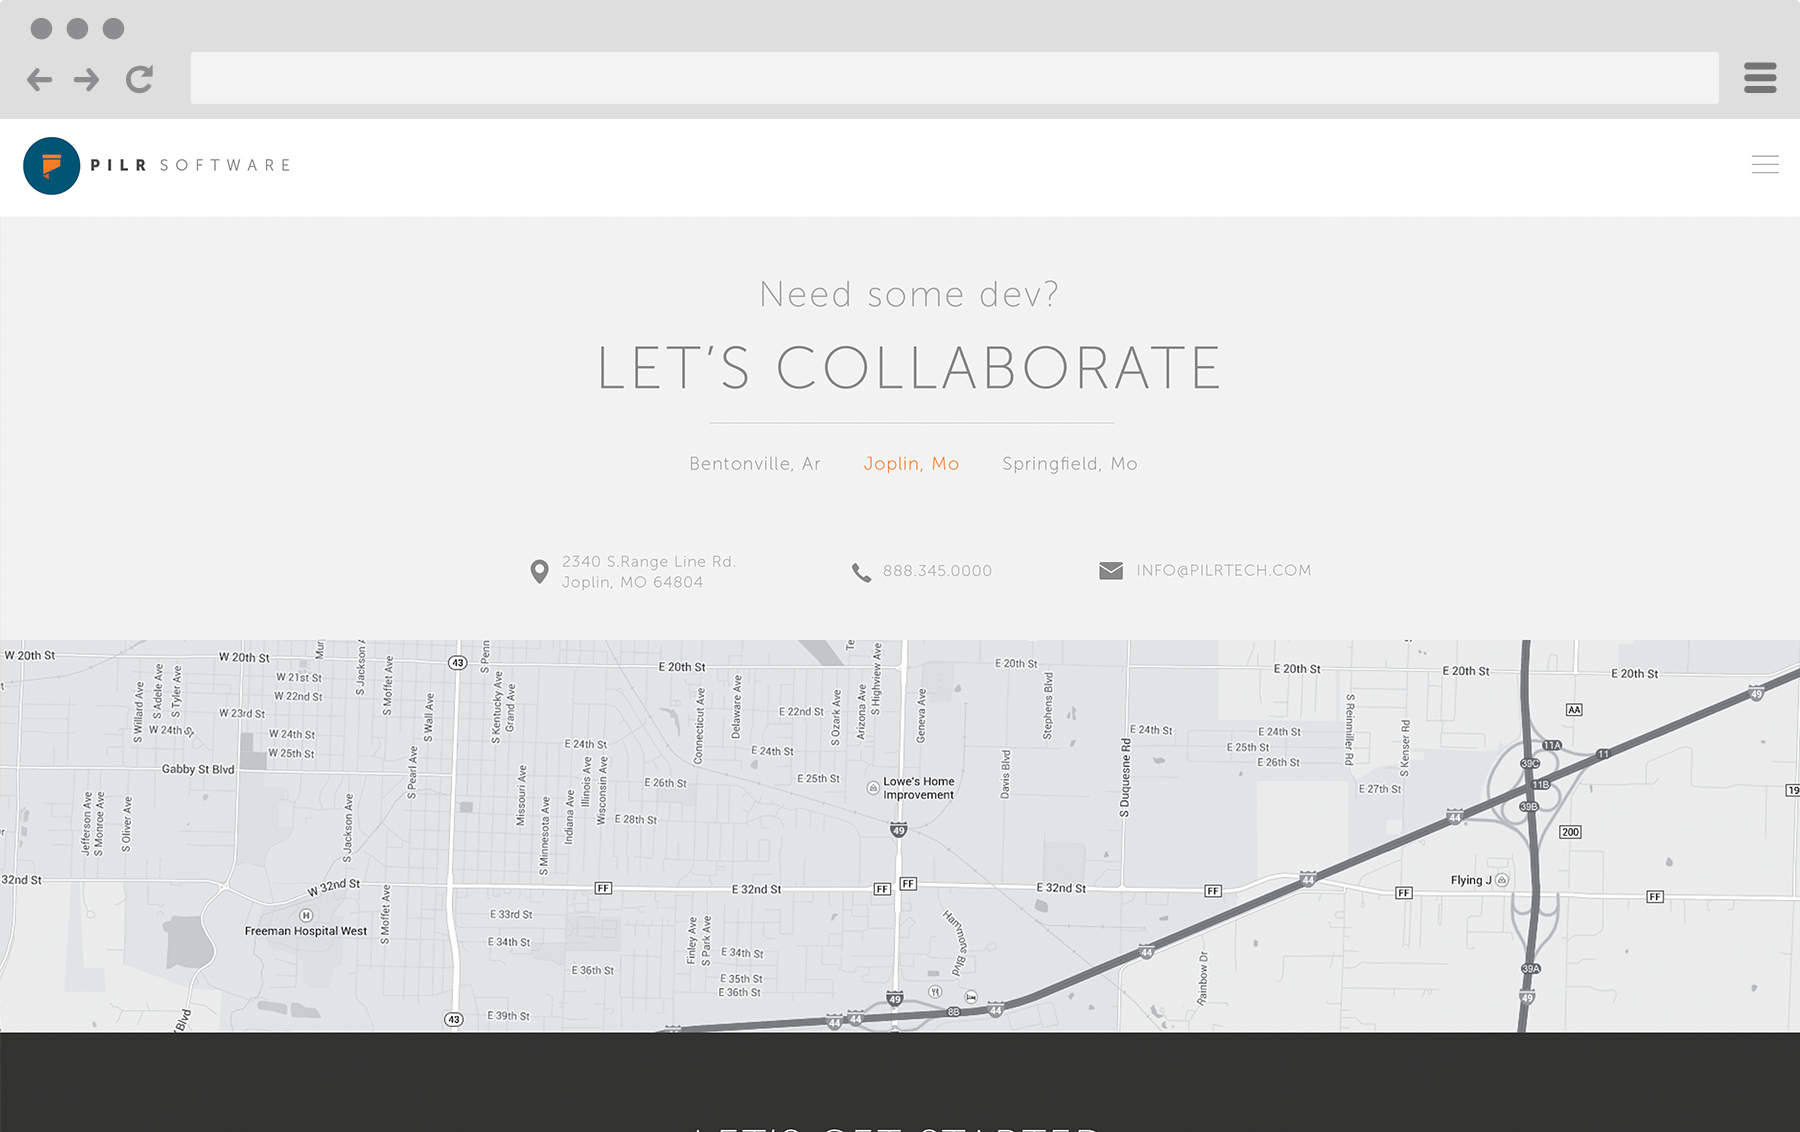 PILR SOFTWARE
Need some dev?
LET'S COLLABORATE
Bentonville, Ar
Joplin, Mo
Springfield, Mo
2340 S.Range Line Rd.
Joplin, MO 64804
888.345.0000
INFO@PILRTECH.COM
W 20th St
W 20th St
43
E 20th St
E 20th St
E 20th St
E 20th St
E 20th St
49
S Willard Ave
S Adele Ave
S Tyler Ave
W 21st St
W 22nd St
W 23rd St
W 24th St
W 24th St
W 25th St
S Jackson A
S Moffet Ave
S Wall Ave
S Penn
S Kentucky Ave
Grand Ave
Connecticut Ave
Delaware Ave
E 22nd St
S Ozark Ave
Arizona Ave
S Highview Ave
Geneva Ave
Stephens Blvd
S Duquesne Rd
E 24th St
E 24th St
E 24th St
E 24th St
E 25th St
E 26th St
S Reinmiller Rd
S Kenser Rd
AA
11A
11
39C
11B
39B
Gabby St Blvd
S Pearl Ave
Missouri Ave
S Minnesota Ave
Indiana Ave
Illinois Ave
Wisconsin Ave
E 26th St
E 25th St
E 28th St
Lowe's Home
Improvement
Davis Blvd
E 27th St
19
44
49
200
Jefferson Ave
S Monroe Ave
S Oliver Ave
S Jackson Ave
32nd St
W 32nd St
FF
E 32nd St
FF
FF
E 32nd St
FF
44
FF
Flying J
FF
H
Freeman Hospital West
S Moffet Ave
E 33rd St
E 34th St
E 36th St
E 39th St
Finley Ave
S Park Ave
E 34th St
E 35th St
E 36th St
Hammons Blvd
44
Rainbow Dr
39A
49
49
43
44
44
44
8B
44
Blvd
LET'S GET STARTED